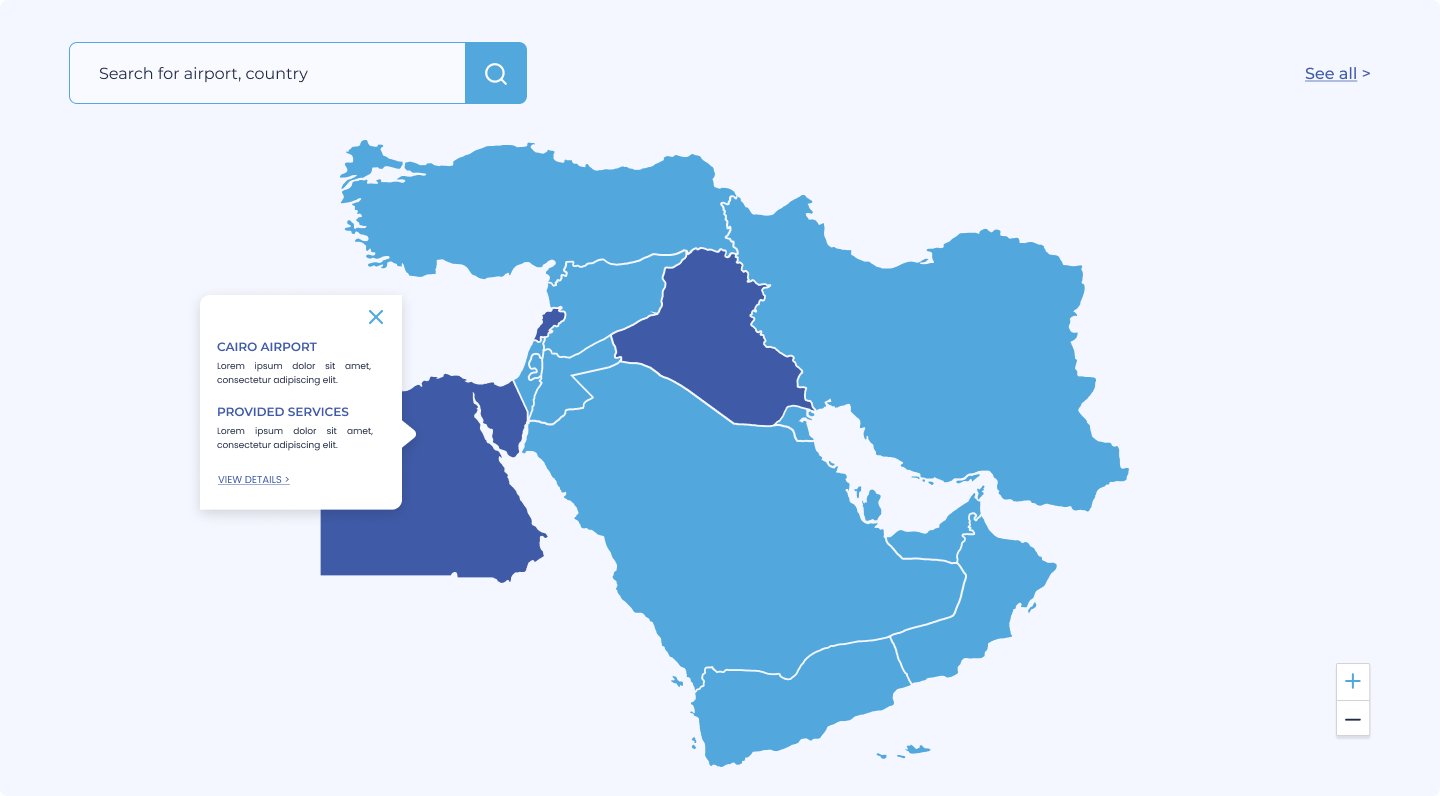 Search for airport, country
See all >
CAIRO AIRPORT
Lorem ipsum dolor sit amet,
consectetur adipiscing elit.
PROVIDED SERVICES
Lorem ipsum dolor sit amet,
consectetur adipiscing elit.
VIEW DETAILS >